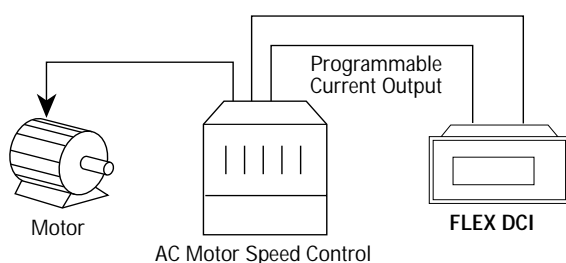 Programmable
Current Output
Motor
FLEX DCI
AC Motor Speed Control